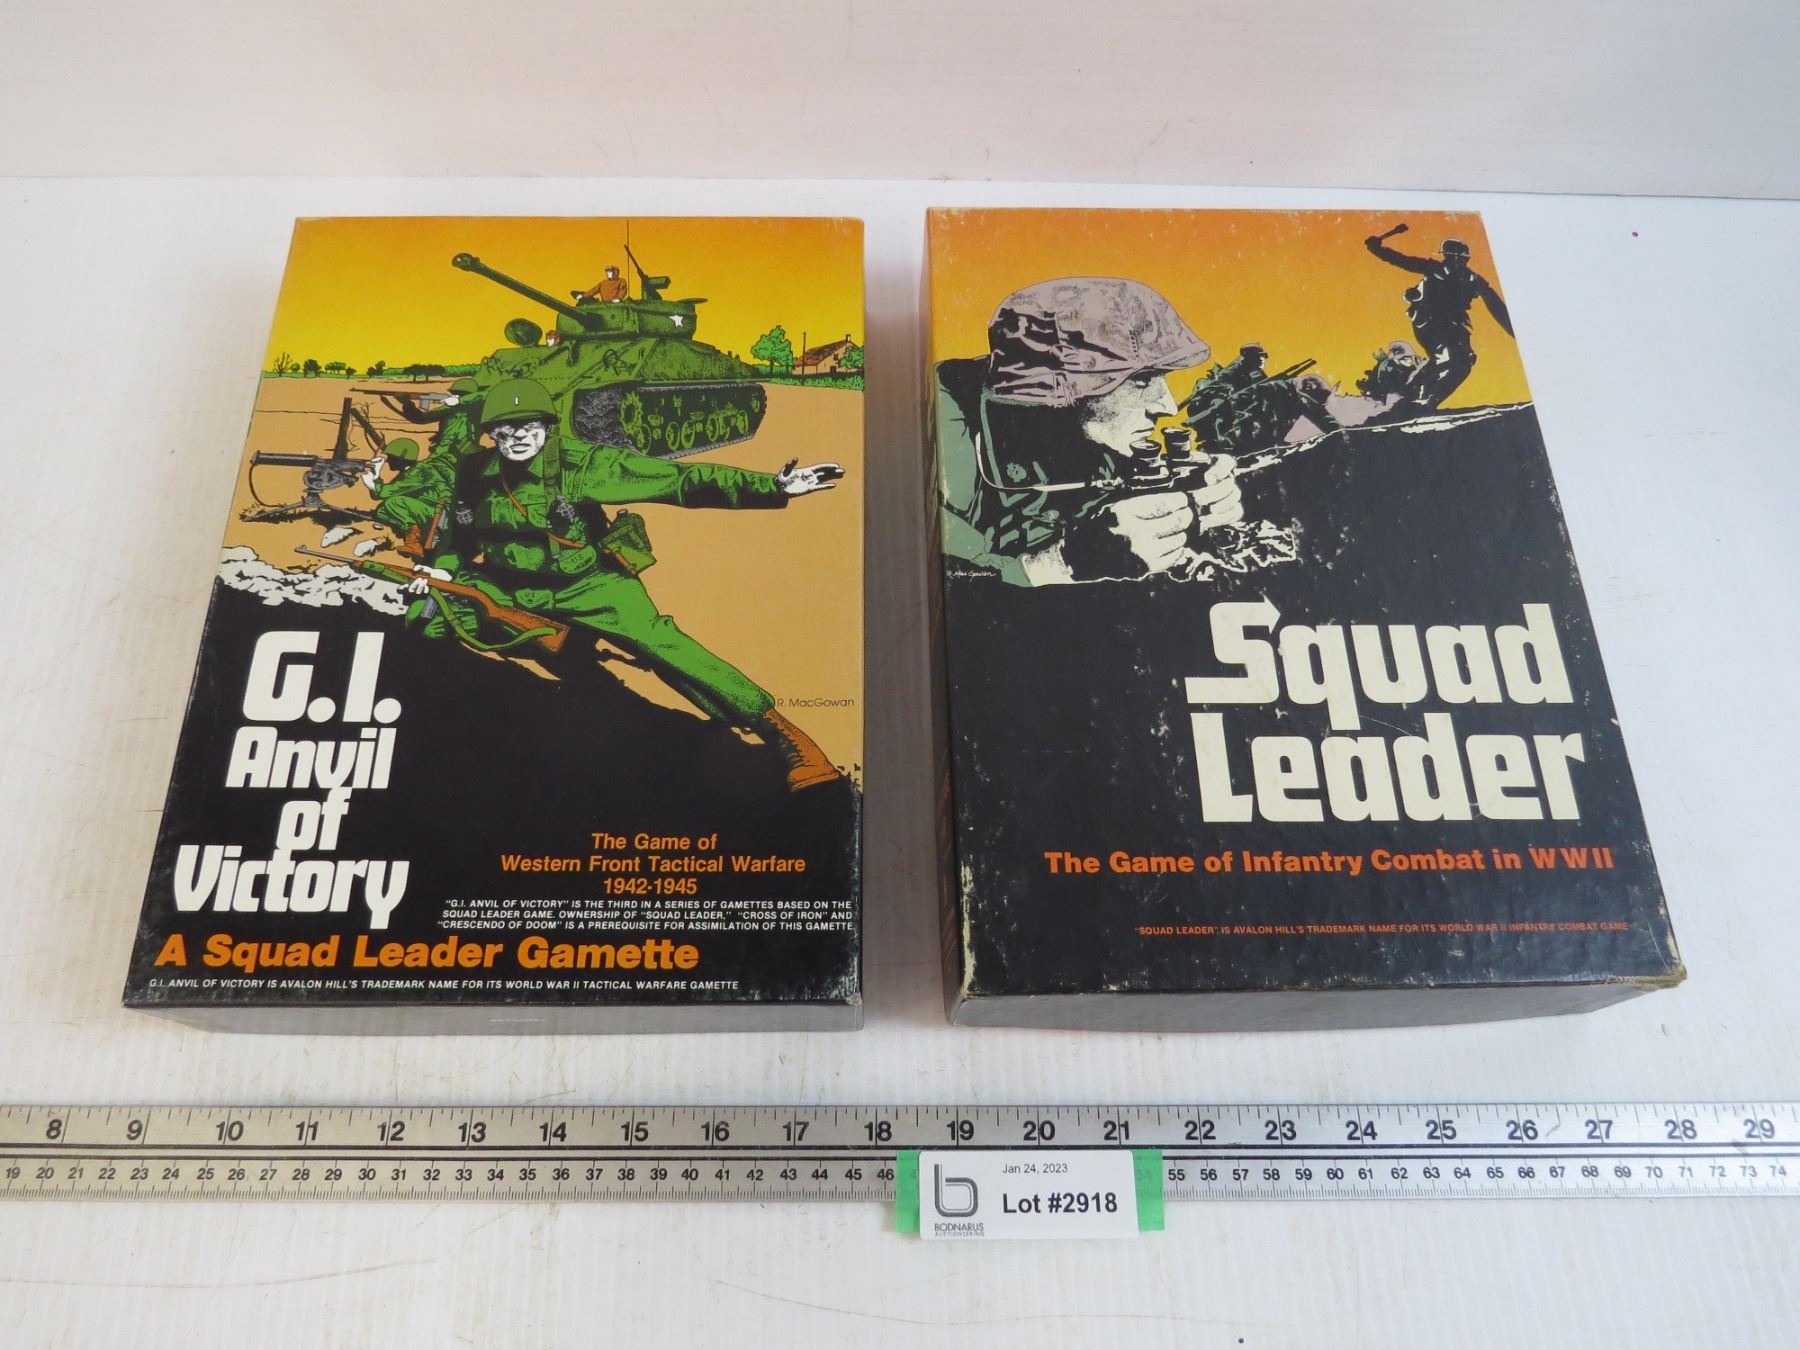 R. MacGowan
G.I.
Anvil
of
Victory
The Game of
Western Front Tactical Warfare
1942-1945
"G.I. ANVIL OF VICTORY" IS THE THIRD IN A SERIES OF GAMETTES BASED ON THE
SQUAD LEADER GAME. OWNERSHIP OF "SQUAD LEADER," "CROSS OF IRON" AND
"CRESCENDO OF DOOM" IS A PREREQUISITE FOR ASSIMILATION OF THIS GAMETTE.
A Squad Leader Gamette
G.I. ANVIL OF VICTORY IS AVALON HILL'S TRADEMARK NAME FOR ITS WORLD WAR II TACTICAL WARFARE GAMETTE
R. MacGowan
Squad
Leader
The Game of Infantry Combat in WWII
"SQUAD LEADER" IS AVALON HILL'S TRADEMARK NAME FOR ITS WORLD WAR II INFANTRY COMBAT GAME
8 9 10 11 12 13 14 15 16 17 18 19 20 21 22 23 24 25 26 27 28 29
19 20 21 22 23 24 25 26 27 28 29 30 31 32 33 34 35 36 37 38 39 40 41 42 43 44 45 46 54 55 56 57 58 59 60 61 62 63 64 65 66 67 68 69 70 71 72 73 74
Jan 24, 2023
Lot #2918
BODNARUS
AUCTIONEERING